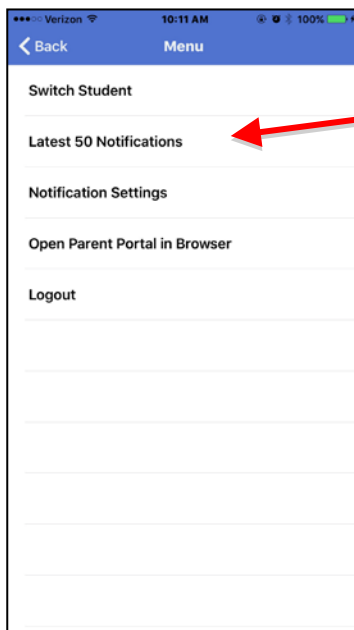 Verizon 10:11 AM 100%
Back Menu
Switch Student
Latest 50 Notifications
Notification Settings
Open Parent Portal in Browser
Logout